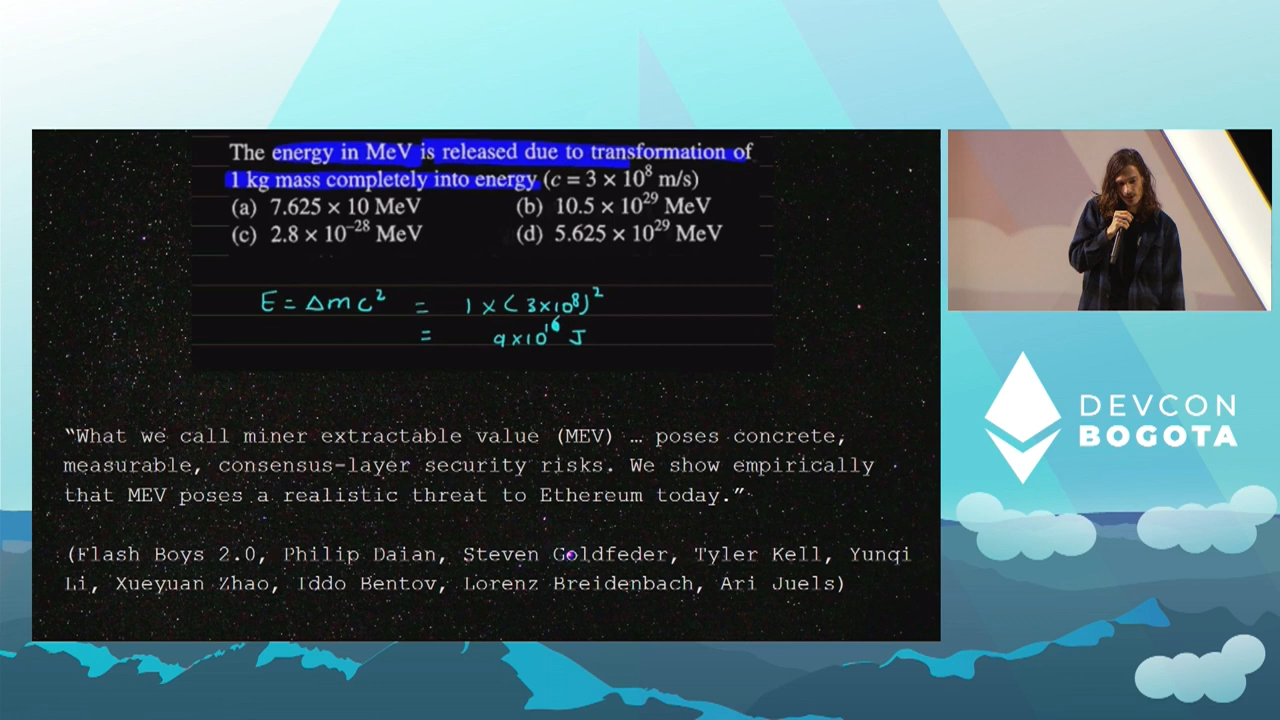 The energy in MeV is released due to transformation of
1 kg mass completely into energy (c = 3 × 10⁸ m/s)
(a) 7.625 × 10 MeV (b) 10.5 × 10²⁹ MeV
(c) 2.8 × 10⁻²⁸ MeV (d) 5.625 × 10²⁹ MeV
E = Δmc² = 1 × (3×10⁸)²
= 9×10¹⁶ J
“What we call miner extractable value (MEV) … poses concrete,
measurable, consensus-layer security risks. We show empirically
that MEV poses a realistic threat to Ethereum today.”
(Flash Boys 2.0, Philip Daian, Steven Goldfeder, Tyler Kell, Yunqi
Li, Xueyuan Zhao, Iddo Bentov, Lorenz Breidenbach, Ari Juels)
DEVCON
BOGOTA